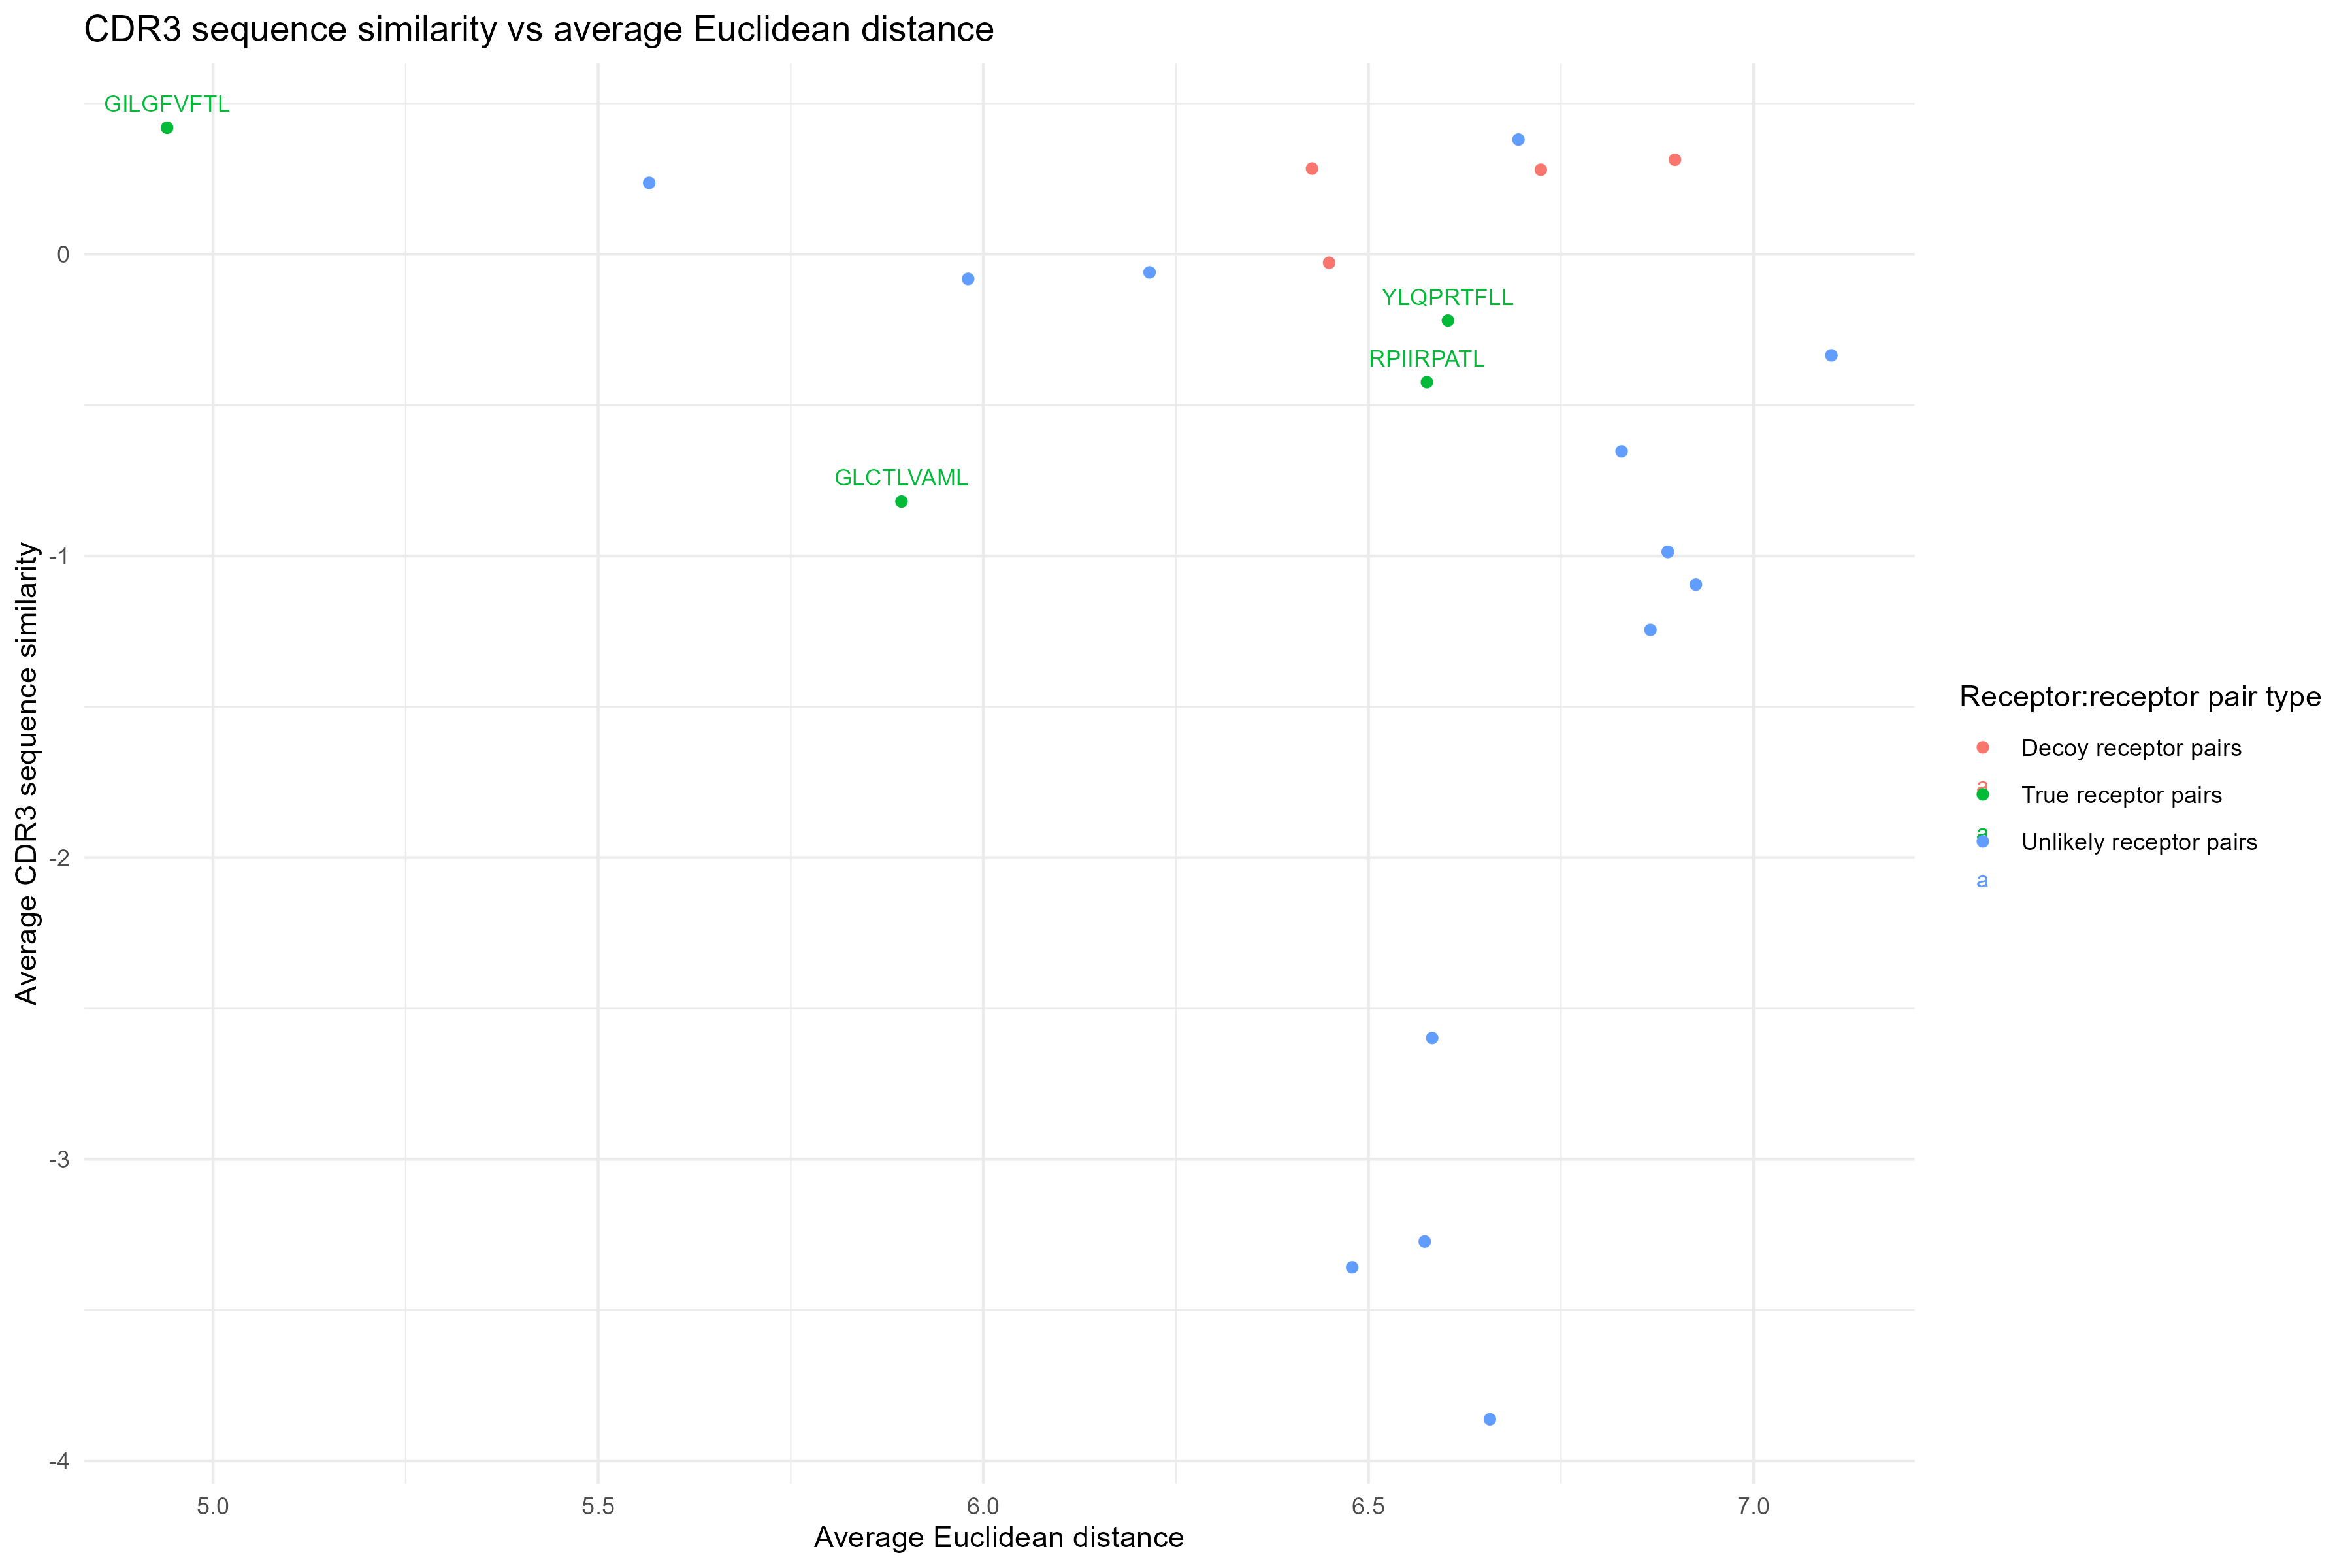 CDR3 sequence similarity vs average Euclidean distance
GILGFVFTL
YLQPRTFLL
RPIIRPATL
GLCTLVAML
0
-1
-2
-3
-4
Average CDR3 sequence similarity
5.0
5.5
6.0
6.5
7.0
Average Euclidean distance
Receptor:receptor pair type
Decoy receptor pairs
a
True receptor pairs
a
Unlikely receptor pairs
a